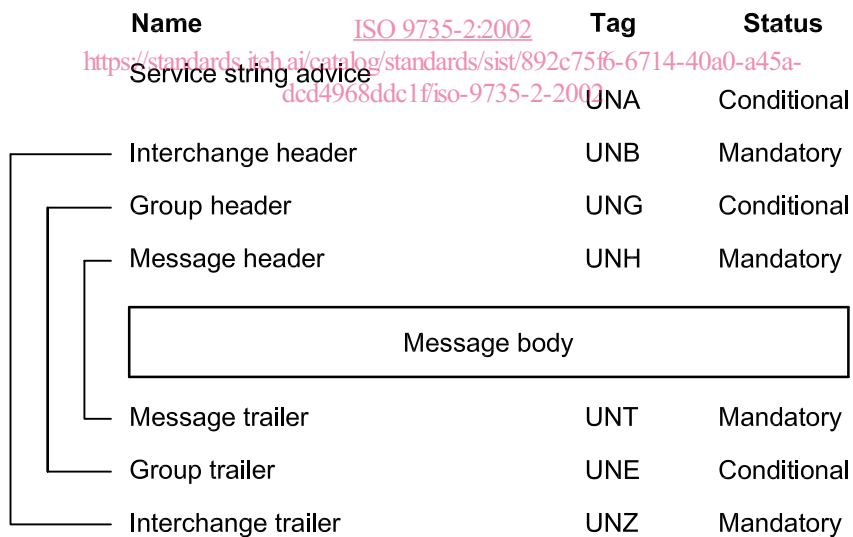 Name Tag Status
ISO 9735-2:2002
https://standards.iteh.ai/catalog/standards/sist/892c75f6-6714-40a0-a45a-
Service string advice
dcd4968ddc1f/iso-9735-2-2002
UNA Conditional
Interchange header UNB Mandatory
Group header UNG Conditional
Message header UNH Mandatory
Message body
Message trailer UNT Mandatory
Group trailer UNE Conditional
Interchange trailer UNZ Mandatory